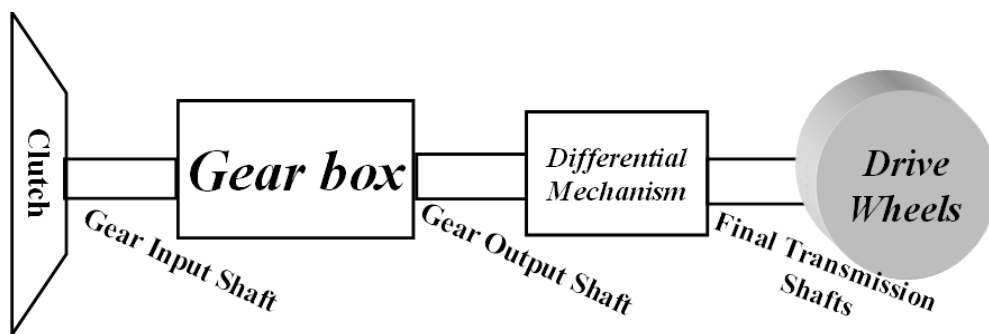 Clutch
Gear Input Shaft
Gear box
Gear Output Shaft
Differential
Mechanism
Final Transmission
Shafts
Drive
Wheels